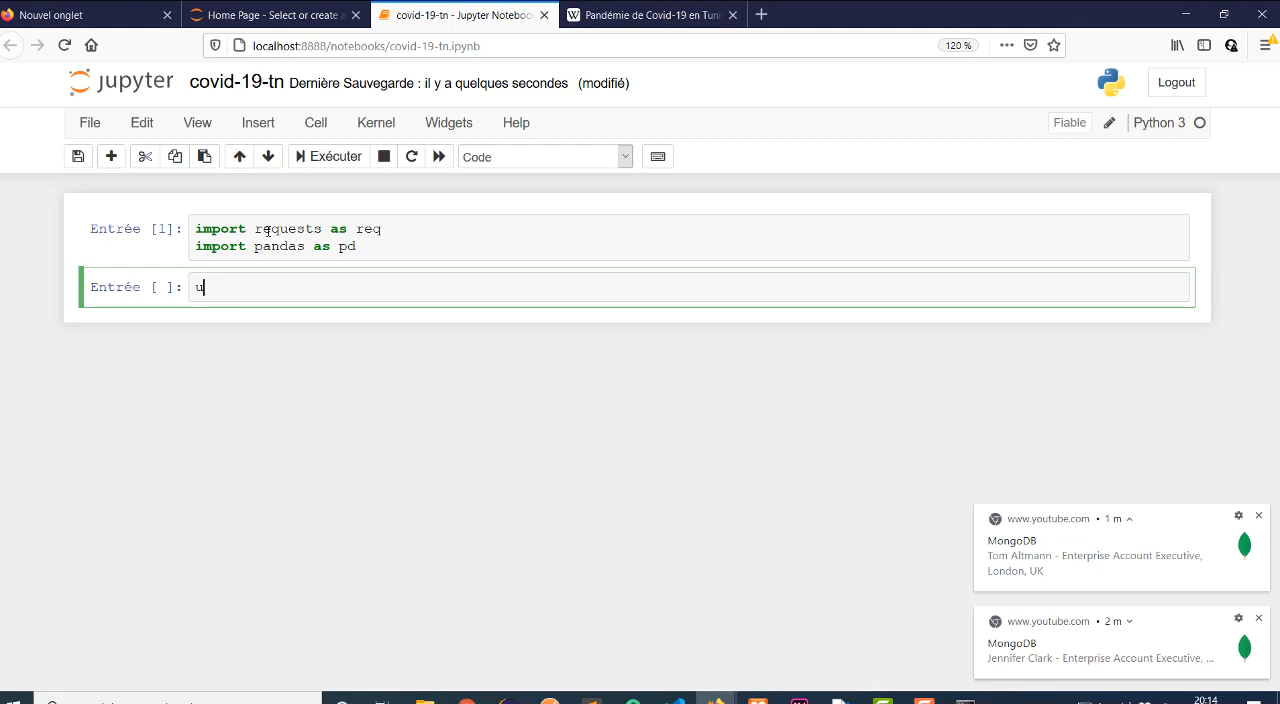 Nouvel onglet
Home Page - Select or create a
covid-19-tn - Jupyter Noteboo
W Pandémie de Covid-19 en Tuni
localhost:8888/notebooks/covid-19-tn.ipynb
120 %
jupyter covid-19-tn Dernière Sauvegarde : il y a quelques secondes (modifié)
Logout
File Edit View Insert Cell Kernel Widgets Help
Fiable
Python 3
Exécuter
Code
Entrée [1]: import requests as req
import pandas as pd
Entrée [ ]: u
www.youtube.com • 1 m
MongoDB
Tom Altmann - Enterprise Account Executive,
London, UK
www.youtube.com • 2 m
MongoDB
Jennifer Clark - Enterprise Account Executive, ...
20:14